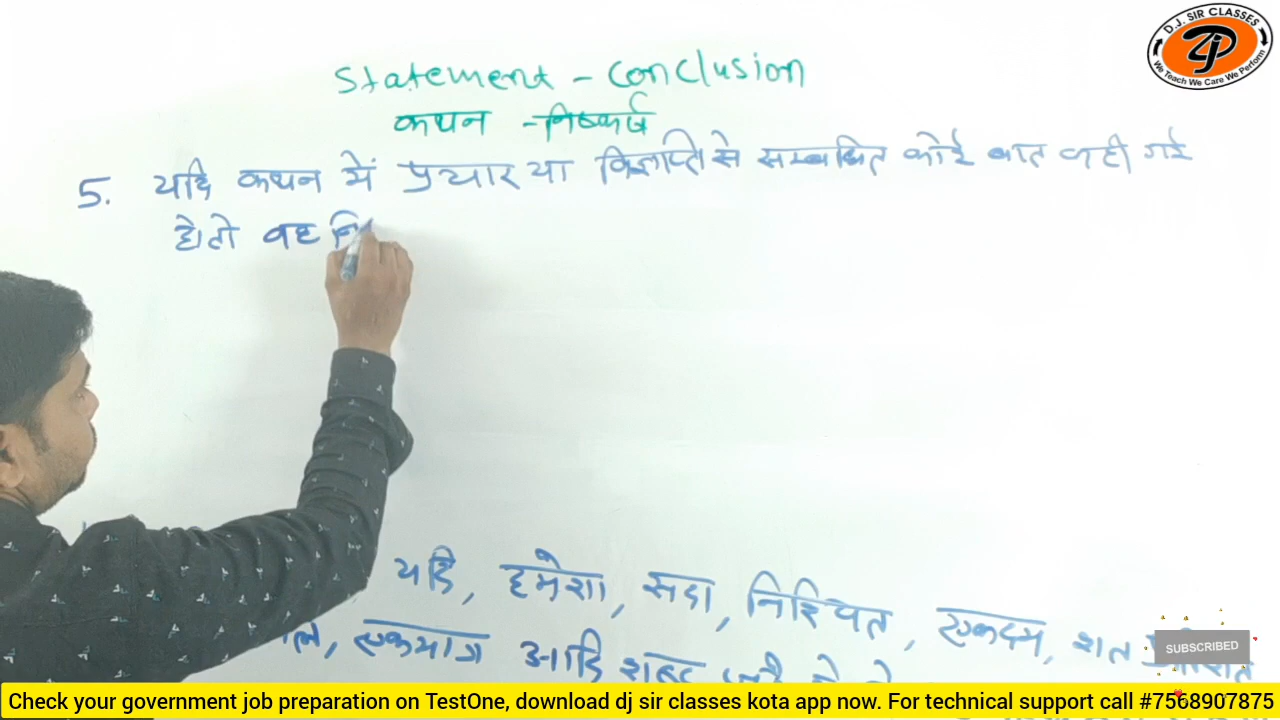 D.J. SIR CLASSES
We Teach We Care We Perform
Statement - Conclusion
कथन - निष्कर्ष
5. यदि कथन में प्रचार या विज्ञप्ति से सम्बन्धित कोई बात कही गई
हो तो वह नि
यदि, हमेशा, सदा, निश्चित, एकदम, शत प्रतिशत
एकमात्र आदि शब्द
SUBSCRIBED
Check your government job preparation on TestOne, download dj sir classes kota app now. For technical support call #7568907875